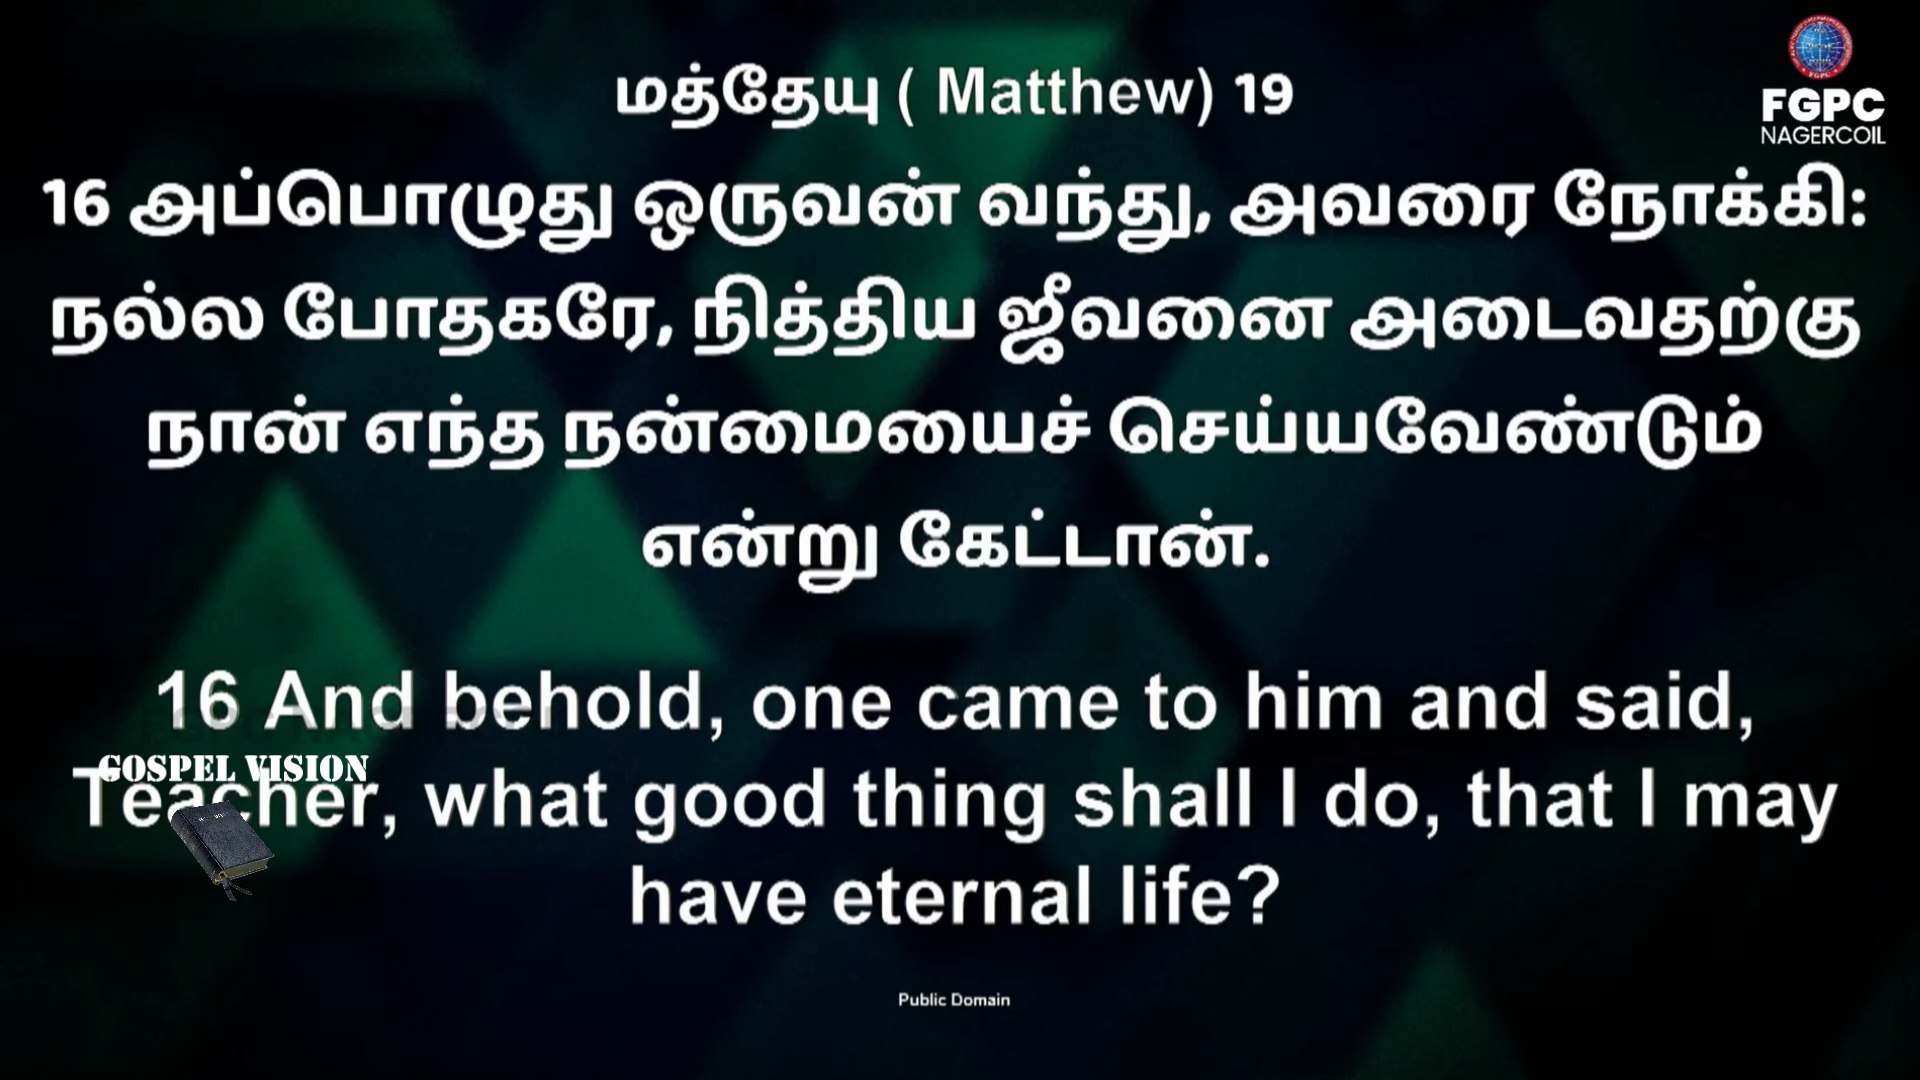 மத்தேயு ( Matthew) 19
FGPC
NAGERCOIL
16 அப்பொழுது ஒருவன் வந்து, அவரை நோக்கி:
நல்ல போதகரே, நித்திய ஜீவனை அடைவதற்கு
நான் எந்த நன்மையைச் செய்யவேண்டும்
என்று கேட்டான்.
16 And behold, one came to him and said,
GOSPEL VISION
Teacher, what good thing shall I do, that I may
have eternal life?
Public Domain